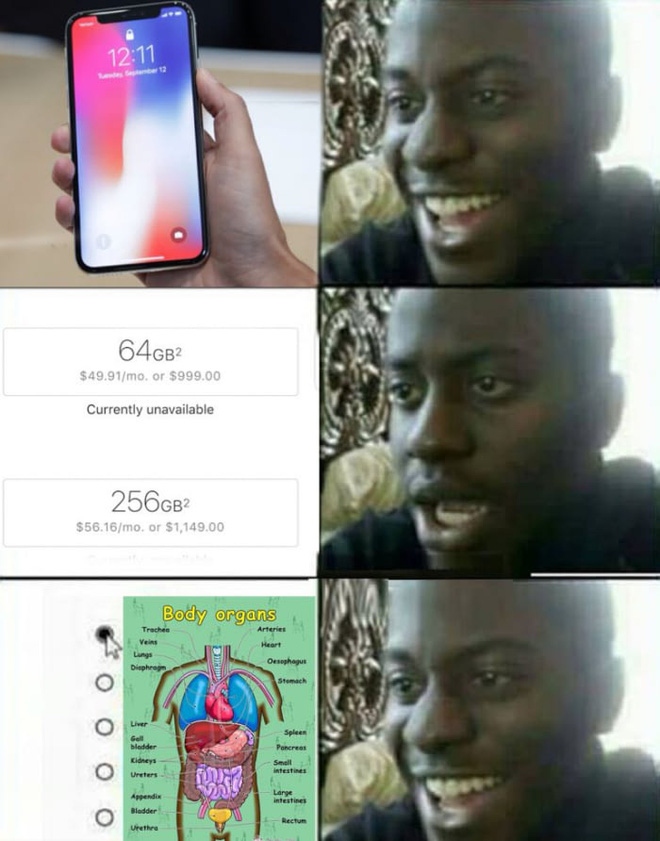 12:11
Tuesday, September 12
64GB²
$49.91/mo. or $999.00
Currently unavailable
256GB²
$56.16/mo. or $1,149.00
Body organs
Trachea
Veins
Lungs
Diaphragm
Arteries
Heart
Oesophagus
Stomach
Liver
Gall
bladder
Kidneys
Ureters
Appendix
Bladder
Urethra
Spleen
Pancreas
Small
intestines
Large
intestines
Rectum